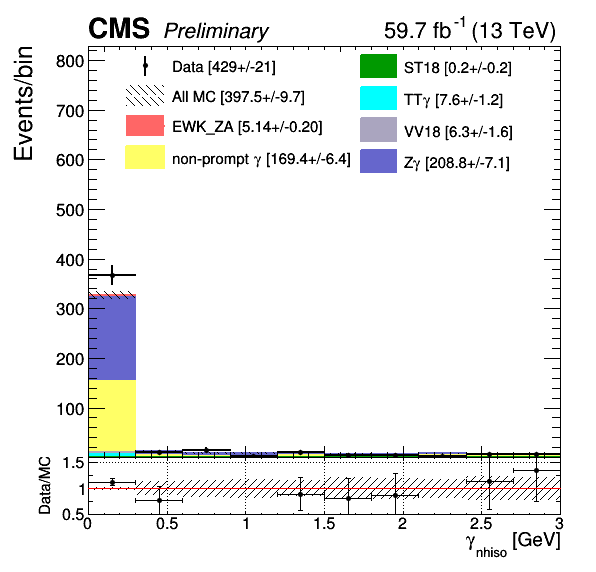 CMS Preliminary 59.7 fb⁻¹ (13 TeV)
Events/bin
800
700
600
500
400
300
200
100
Data [429+/-21]
All MC [397.5+/-9.7]
EWK_ZA [5.14+/-0.20]
non-prompt γ [169.4+/-6.4]
ST18 [0.2+/-0.2]
TTγ [7.6+/-1.2]
VV18 [6.3+/-1.6]
Zγ [208.8+/-7.1]
Data/MC
1.5
1
0.5
0 0.5 1 1.5 2 2.5 3
γnhiso [GeV]